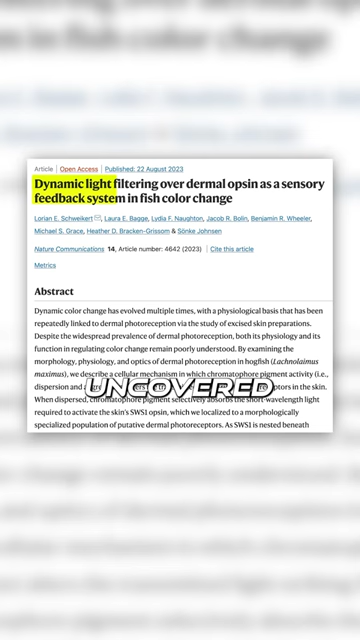 fish color change
Article | Open Access | Published: 22 August 2023
Dynamic light filtering over dermal opsin as a sensory
feedback system in fish color change
Lorian E. Schweikert, Laura E. Bagge, Lydia F. Naughton, Jacob R. Bolin, Benjamin R. Wheeler,
Michael S. Grace, Heather D. Bracken-Grissom & Sönke Johnsen
Nature Communications 14, Article number: 4642 (2023) | Cite this article
Metrics
Abstract
Dynamic color change has evolved multiple times, with a physiological basis that has been
repeatedly linked to dermal photoreception via the study of excised skin preparations.
Despite the widespread prevalence of dermal photoreception, both its physiology and its
function in regulating color change remain poorly understood. By examining the
morphology, physiology, and optics of dermal photoreception in hogfish (Lachnolaimus
maximus), we describe a cellular mechanism in which chromatophore pigment activity (i.e.,
dispersion and in the skin.
UNCOVERED
When dispersed, chromatophore pigment selectively absorbs the short-wavelength light
required to activate the skin's SWS1 opsin, which we localized to a morphologically
specialized population of putative dermal photoreceptors. As SWS1 is nested beneath